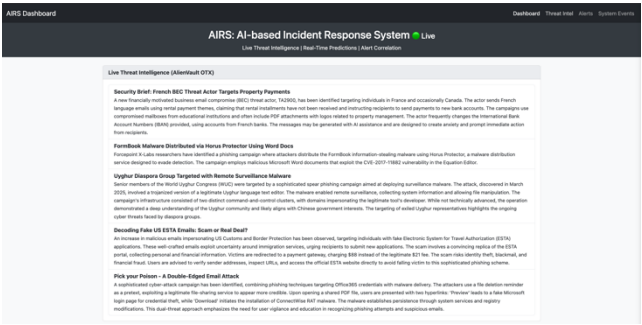 AIRS Dashboard
Dashboard Threat Intel Alerts System Events
AIRS: AI-based Incident Response System Live
Live Threat Intelligence | Real-Time Predictions | Alert Correlation
Live Threat Intelligence (AlienVault OTX)
Security Brief: French BEC Threat Actor Targets Property Payments
A new financially motivated business email compromise (BEC) threat actor, TA2900, has been identified targeting individuals in France and occasionally Canada. The actor sends French
language emails using rental payment themes, claiming that rental installments have not been received and instructing recipients to send payments to new bank accounts. The campaigns use
compromised mailboxes from educational institutions and often include PDF attachments with logos related to property management. The actor frequently changes the International Bank
Account Numbers (IBAN) provided, using accounts from French banks. The messages may be generated with AI assistance and are designed to create anxiety and prompt immediate action
from recipients.
FormBook Malware Distributed via Horus Protector Using Word Docs
Forcepoint X-Labs researchers have identified a phishing campaign where attackers distribute the FormBook information-stealing malware using Horus Protector, a malware distribution
service designed to evade detection. The campaign employs malicious Microsoft Word documents that exploit the CVE-2017-11882 vulnerability in the Equation Editor.
Uyghur Diaspora Group Targeted with Remote Surveillance Malware
Senior members of the World Uyghur Congress (WUC) were targeted by a sophisticated spear phishing campaign aimed at deploying surveillance malware. The attack, discovered in March
2025, involved a trojanized version of a legitimate Uyghur language text editor. The malware enabled remote surveillance, collecting system information and allowing file manipulation. The
campaign's infrastructure consisted of two distinct command-and-control clusters, with domains impersonating the legitimate tool's developer. While not technically advanced, the operation
demonstrated a deep understanding of the Uyghur community and likely aligns with Chinese government interests. The targeting of exiled Uyghur representatives highlights the ongoing
cyber threats faced by diaspora groups.
Decoding Fake US ESTA Emails: Scam or Real Deal?
An increase in malicious emails impersonating US Customs and Border Protection has been observed, targeting individuals with fake Electronic System for Travel Authorization (ESTA)
applications. These well-crafted emails exploit uncertainty around immigration services, urging recipients to submit new applications. The scam involves a convincing replica of the ESTA
portal, collecting personal and financial information. Victims are redirected to a payment gateway, charging $88 instead of the legitimate $21 fee. The scam risks identity theft, blackmail, and
financial fraud. Users are advised to verify sender addresses, inspect URLs, and access the official ESTA website directly to avoid falling victim to this sophisticated phishing scheme.
Pick your Poison - A Double-Edged Email Attack
A sophisticated cyber-attack campaign has been identified, combining phishing techniques targeting Office365 credentials with malware delivery. The attackers use a file deletion reminder
as a pretext, exploiting a legitimate file-sharing service to appear more credible. Upon opening a shared PDF file, users are presented with two hyperlinks: 'Preview' leads to a fake Microsoft
login page for credential theft, while 'Download' initiates the installation of ConnectWise RAT malware. The malware establishes persistence through system services and registry
modifications. This dual-threat approach emphasizes the need for user vigilance and education in recognizing phishing attempts and suspicious emails.